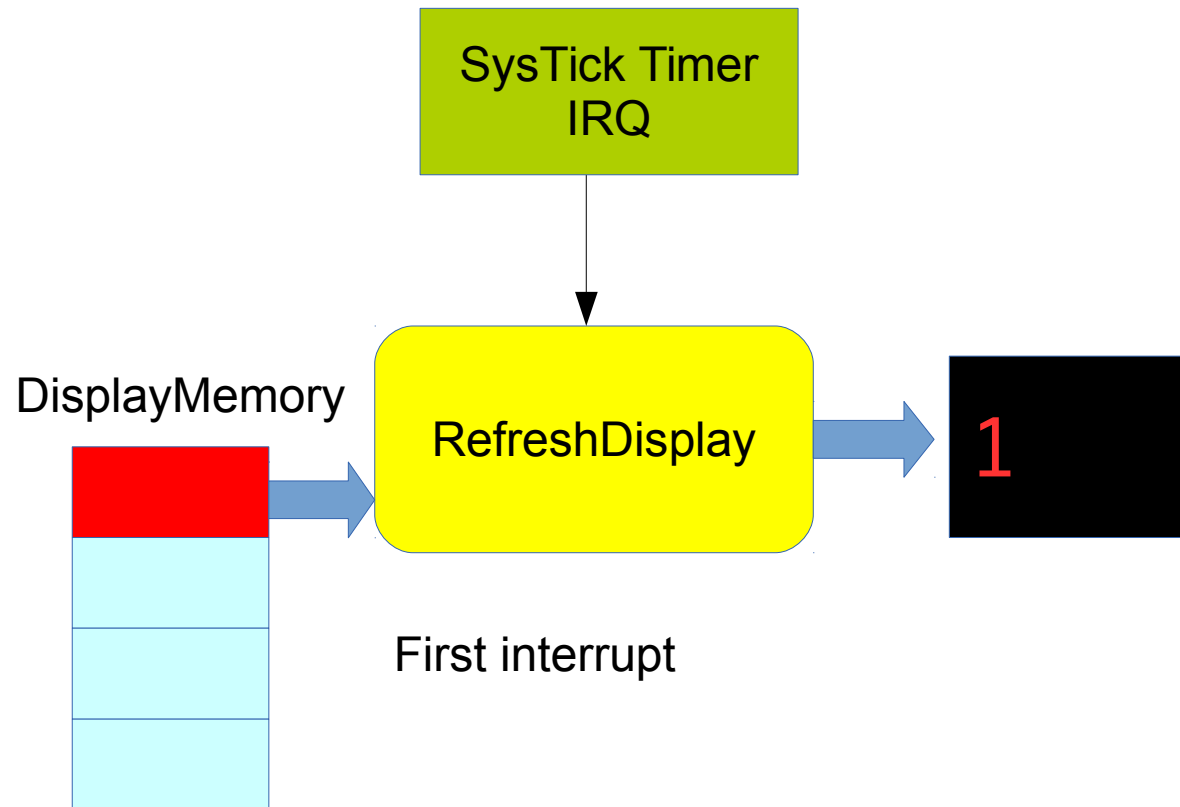 SysTick Timer
IRQ
DisplayMemory
RefreshDisplay
1
First interrupt